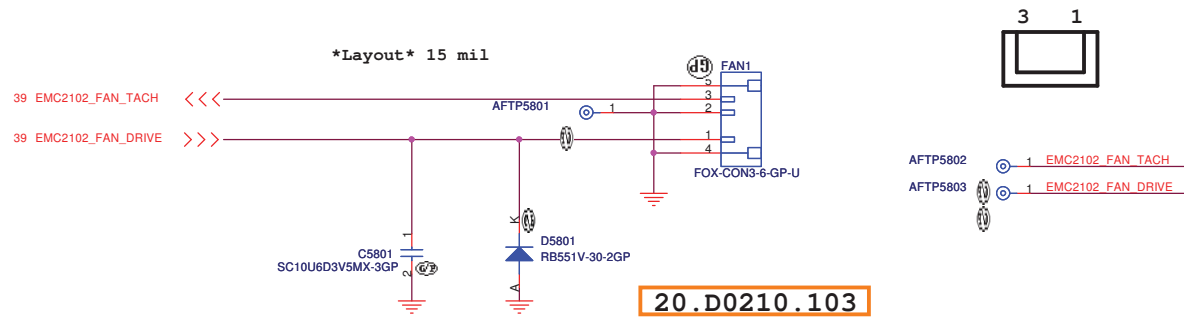 3 1
*Layout* 15 mil
GP
FAN1
5
39 EMC2102_FAN_TACH
3
AFTP5801
1
2
39 EMC2102_FAN_DRIVE
1
4
FOX-CON3-6-GP-U
AFTP5802
1
EMC2102_FAN_TACH
AFTP5803
1
EMC2102_FAN_DRIVE
K
1
C5801
SC10U6D3V5MX-3GP
2
D5801
RB551V-30-2GP
A
20.D0210.103